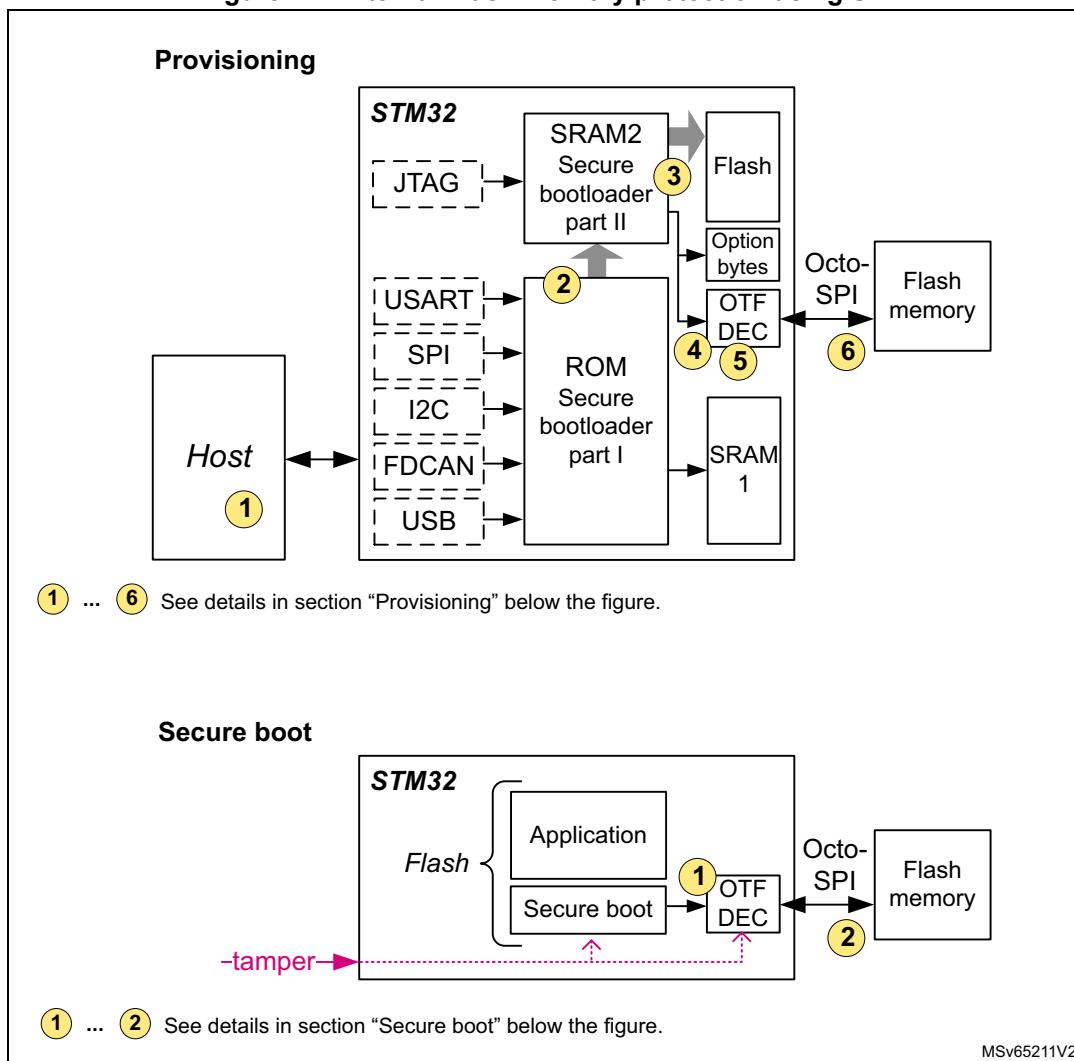 Provisioning
STM32
SRAM2
Secure
bootloader
part II
3
Flash
JTAG
Option
bytes
2
USART
OTF
DEC
4
5
Octo-
SPI
6
Flash
memory
SPI
ROM
Secure
bootloader
part I
I2C
Host
1
FDCAN
SRAM
1
USB
1 ... 6 See details in section “Provisioning” below the figure.
Secure boot
STM32
Application
Flash
Secure boot
1
OTF
DEC
Octo-
SPI
2
Flash
memory
tamper
1 ... 2 See details in section “Secure boot” below the figure.
MSv65211V2